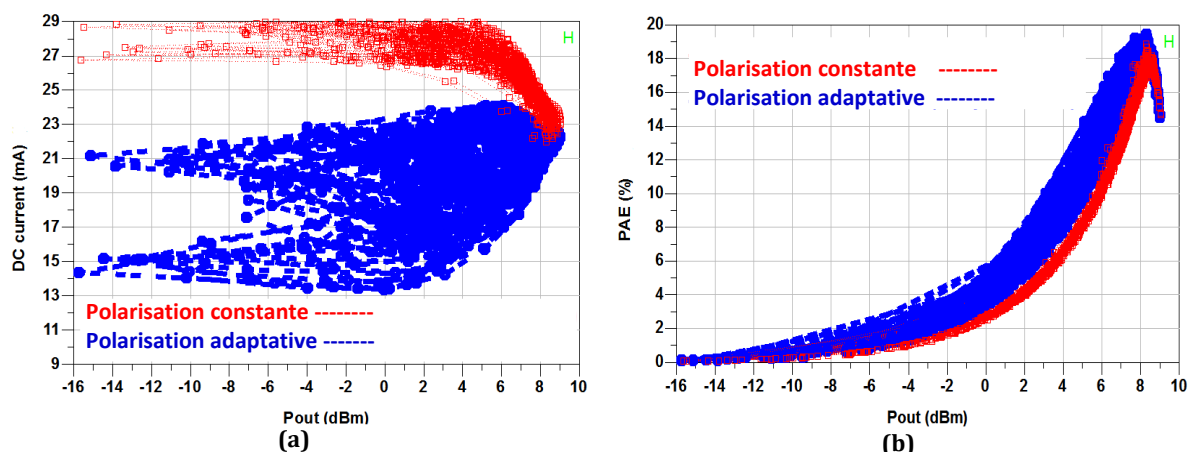 29
27
25
23
21
19
17
15
13
11
9
DC current (mA)
H
Polarisation constante --------
Polarisation adaptative -------
-16 -14 -12 -10 -8 -6 -4 -2 0 2 4 6 8 10
Pout (dBm)
(a)
20
18
16
14
12
10
8
6
4
2
0
PAE (%)
H
Polarisation constante --------
Polarisation adaptative --------
-16 -14 -12 -10 -8 -6 -4 -2 0 2 4 6 8 10
Pout (dBm)
(b)